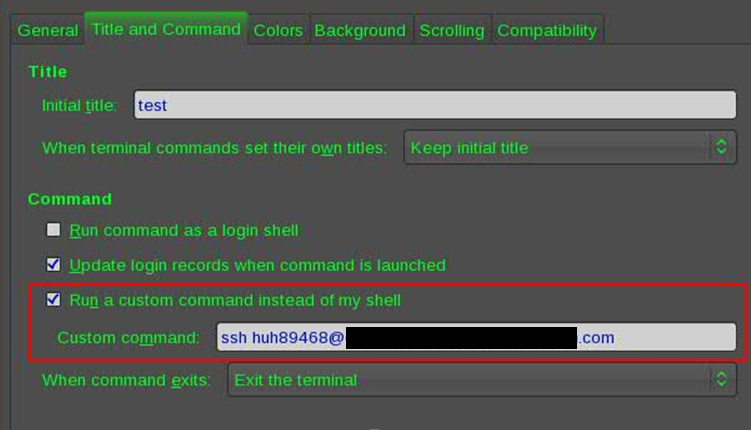 General Title and Command Colors Background Scrolling Compatibility
Title
Initial title: test
When terminal commands set their own titles: Keep initial title
Command
Run command as a login shell
Update login records when command is launched
Run a custom command instead of my shell
Custom command: ssh huh89468@ .com
When command exits: Exit the terminal